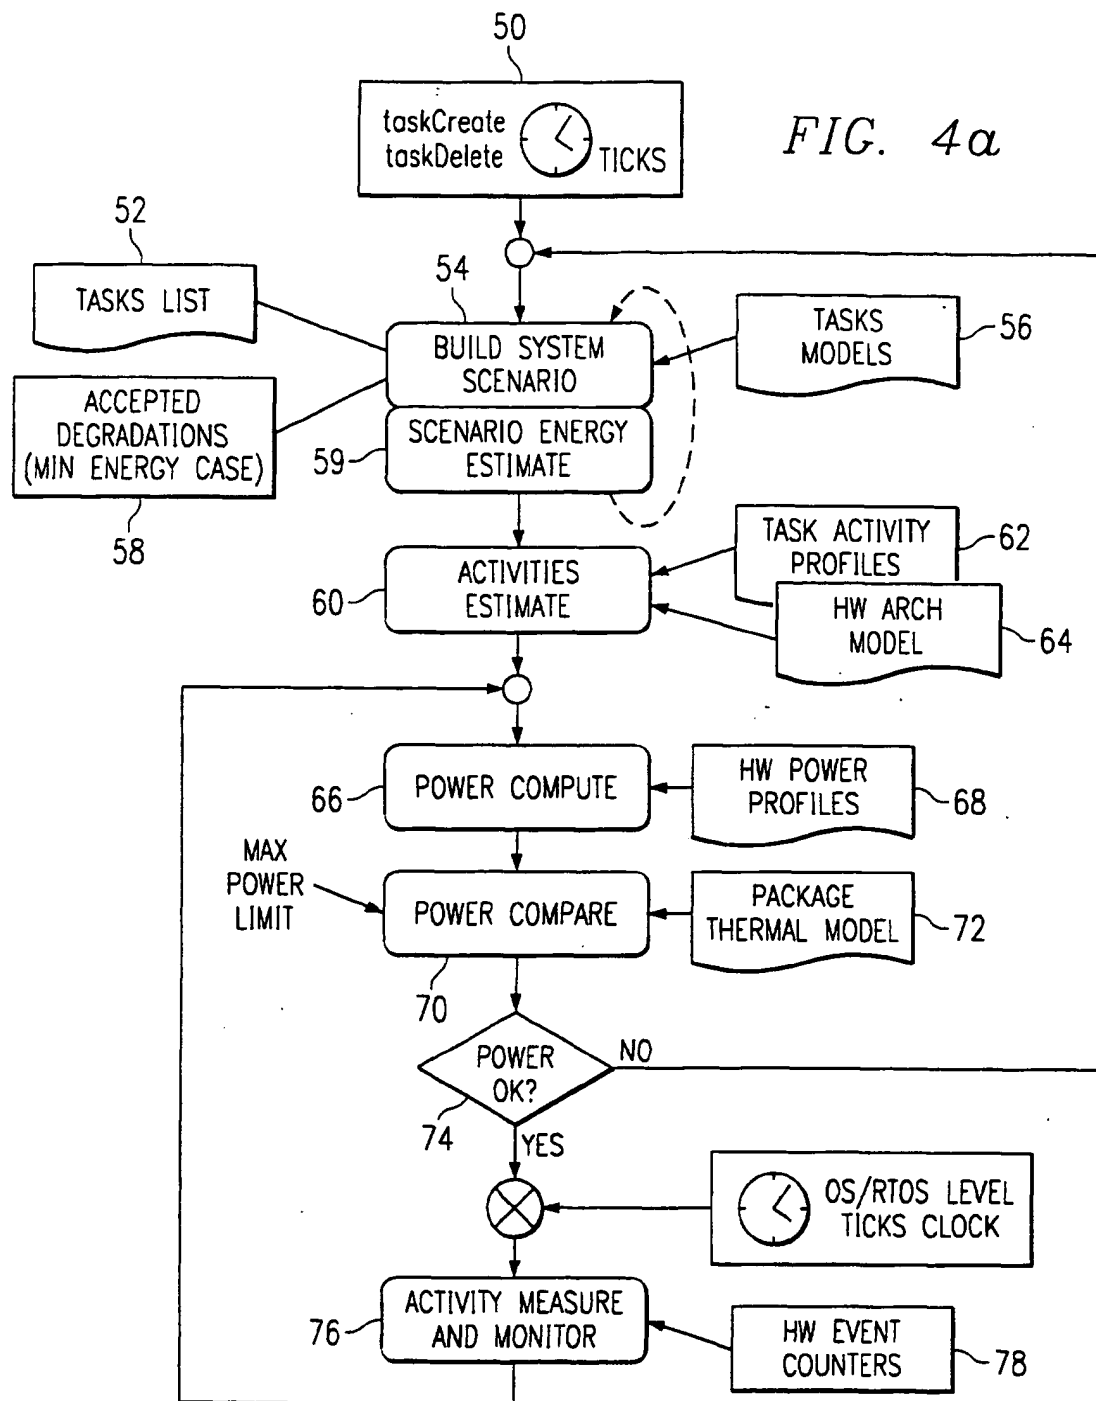 50
taskCreate
taskDelete
TICKS
FIG. 4a
52
TASKS LIST
54
BUILD SYSTEM
SCENARIO
TASKS
MODELS
56
ACCEPTED
DEGRADATIONS
(MIN ENERGY CASE)
58
59
SCENARIO ENERGY
ESTIMATE
60
ACTIVITIES
ESTIMATE
TASK ACTIVITY
PROFILES
62
HW ARCH
MODEL
64
66
POWER COMPUTE
HW POWER
PROFILES
68
MAX
POWER
LIMIT
POWER COMPARE
70
PACKAGE
THERMAL MODEL
72
POWER
OK?
74
NO
YES
OS/RTOS LEVEL
TICKS CLOCK
76
ACTIVITY MEASURE
AND MONITOR
HW EVENT
COUNTERS
78